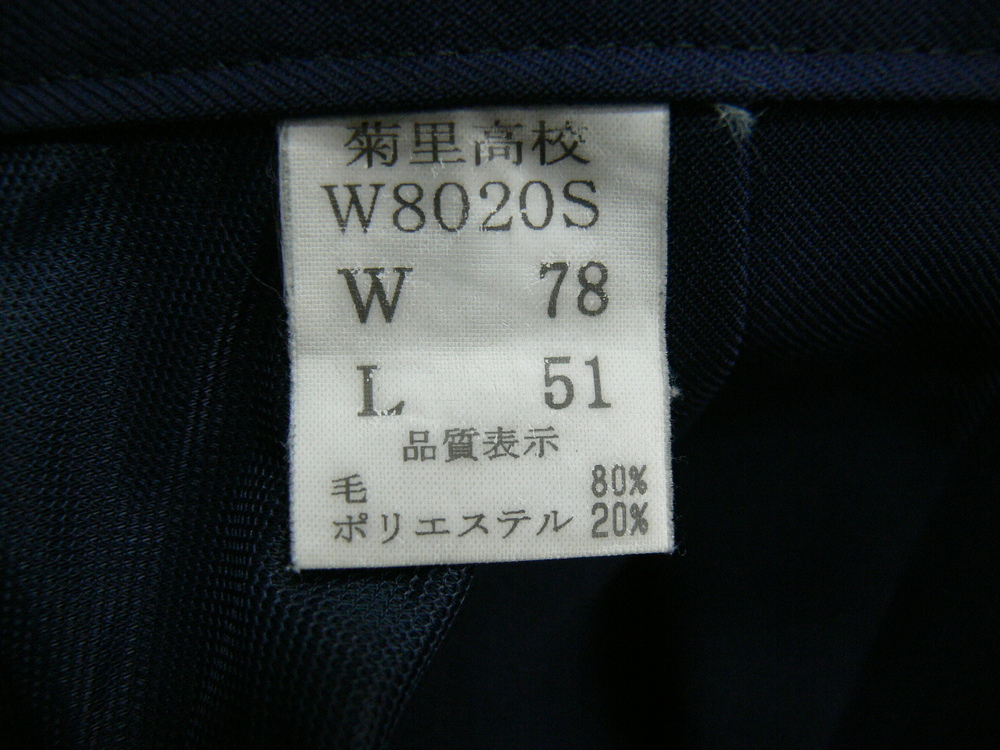 菊里高校
W8020S
W 78
L 51
品質表示
毛 80%
ポリエステル 20%